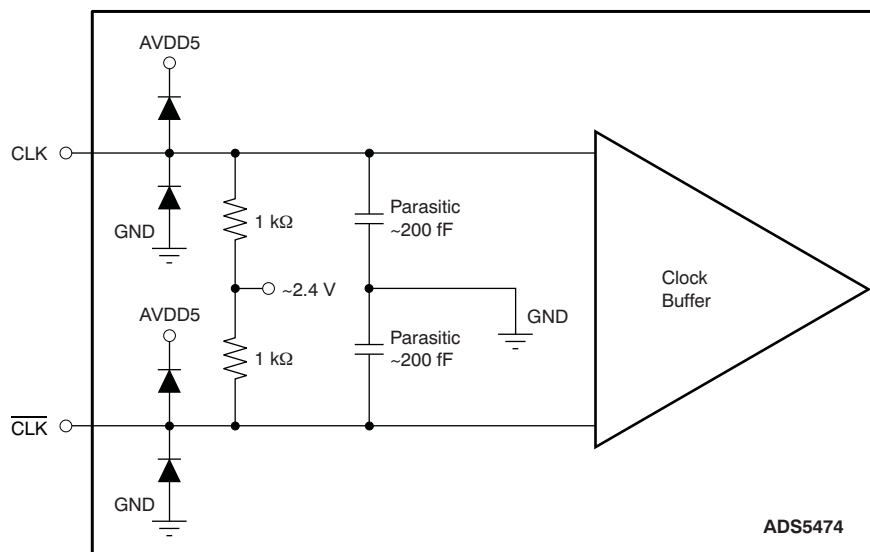 AVDD5
CLK
GND
1 kΩ
Parasitic
~200 fF
~2.4 V
Clock
Buffer
GND
AVDD5
1 kΩ
Parasitic
~200 fF
C̅L̅K̅
GND
ADS5474